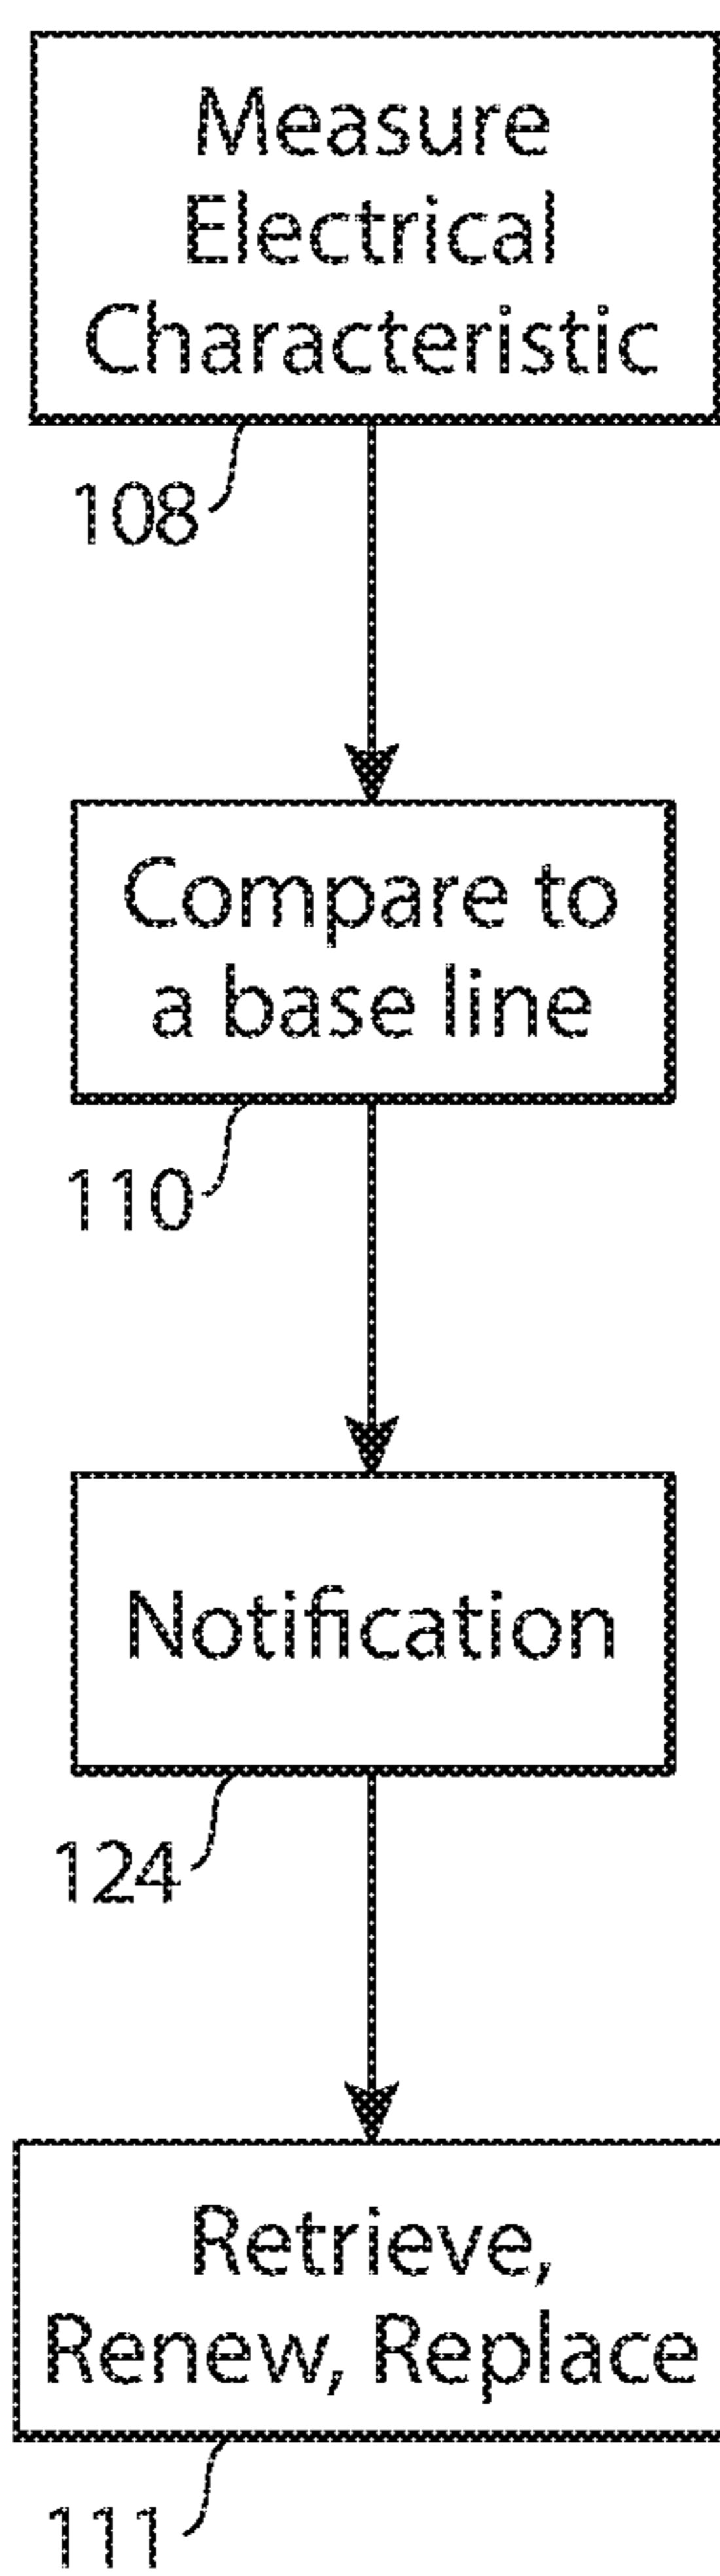 Measure
Electrical
Characteristic
108
Compare to
a base line
110
Notification
124
Retrieve,
Renew, Replace
111